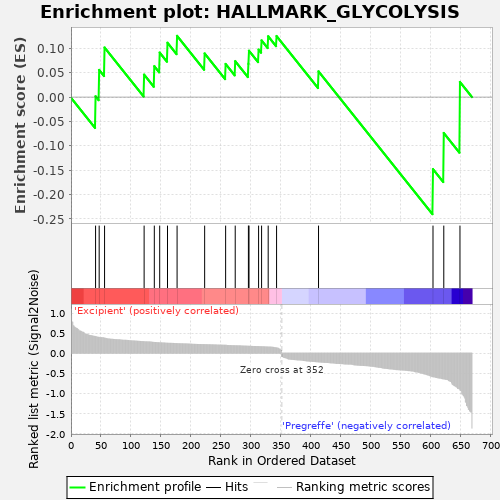 Enrichment plot: HALLMARK_GLYCOLYSIS
Enrichment score (ES)
0.10
0.05
0.00
-0.05
-0.10
-0.15
-0.20
-0.25
'Excipient' (positively correlated)
Ranked list metric (Signal2Noise)
1.0
0.5
0.0
-0.5
-1.0
-1.5
-2.0
Zero cross at 352
'Pregreffe' (negatively correlated)
0 50 100 150 200 250 300 350 400 450 500 550 600 650 700
Rank in Ordered Dataset
Enrichment profile Hits Ranking metric scores